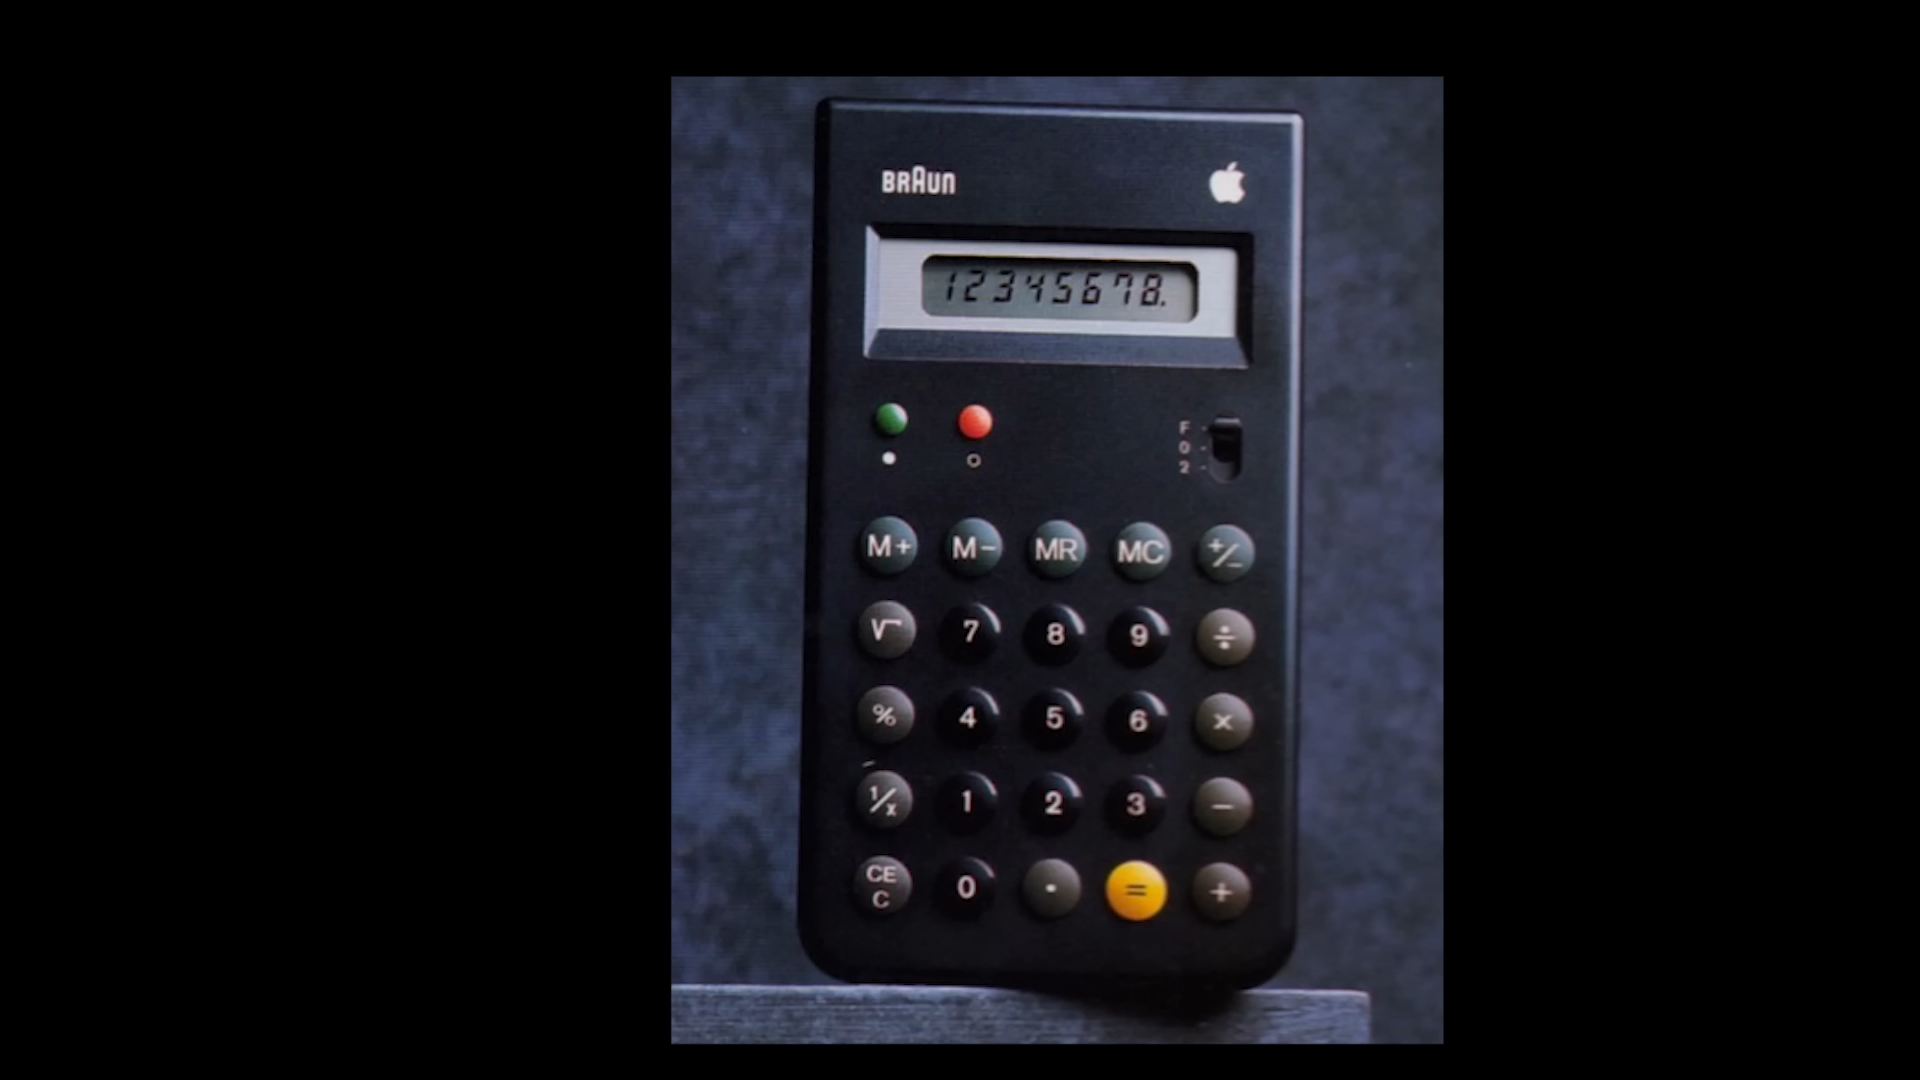 BRAUN
12345678.
F
0
2
M+ M− MR MC +/−
√ 7 8 9 ÷
% 4 5 6 ×
1/x 1 2 3 −
CE
C 0 · = +